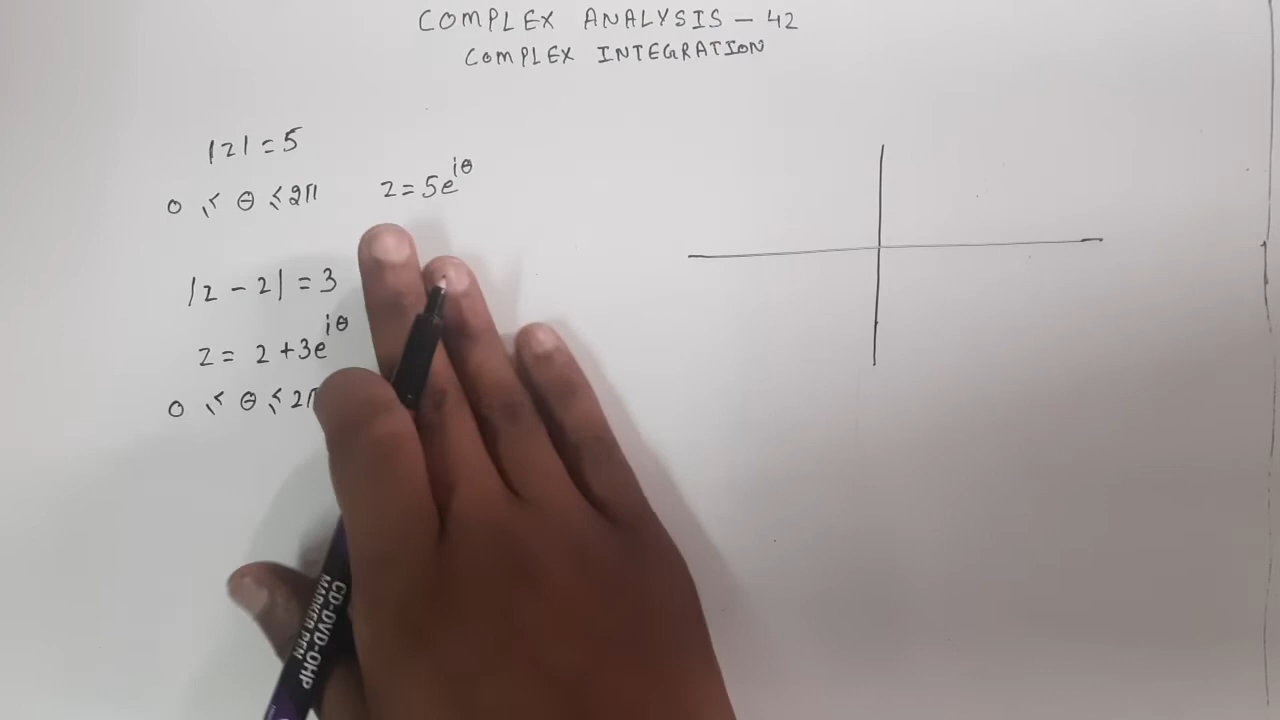 COMPLEX ANALYSIS - 42
COMPLEX INTEGRATION
|z| = 5
0 ≤ θ ≤ 2π
z = 5e^{iθ}
|z - 2| = 3
z = 2 + 3e^{iθ}
0 ≤ θ ≤ 2π
CD-DVD-OHP
MARKER PEN